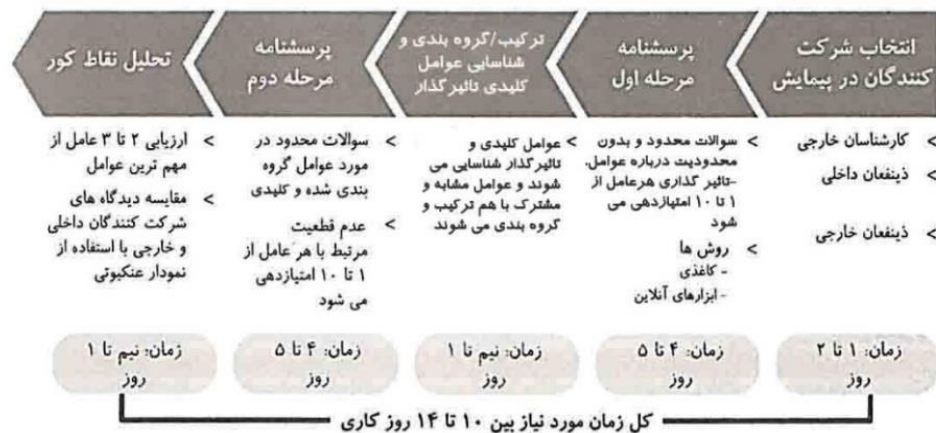 انتخاب شرکت
کنندگان در پیمایش
پرسشنامه
مرحله اول
ترکیب/گروه بندی و
شناسایی عوامل
کلیدی تاثیرگذار
پرسشنامه
مرحله دوم
تحلیل نقاط کور
> کارشناسان خارجی
> ذینفعان داخلی
> ذینفعان خارجی
> سوالات محدود و بدون
محدودیت درباره عوامل.
-تاثیر گذاری هرعامل از
۱ تا ۱۰ امتیازدهی می
شود
> روش ها
- کاغذی
- ابزارهای آنلاین
> عوامل کلیدی و
تاثیرگذار شناسایی می
شوند و عوامل مشابه و
مشترک با هم ترکیب و
گروه بندی می شوند
> سوالات محدود در
مورد عوامل گروه
بندی شده و کلیدی
> عدم قطعیت
مرتبط با هر عامل از
۱ تا ۱۰ امتیازدهی
می شود
> ارزیابی ۲ تا ۳ عامل از
مهم ترین عوامل
> مقایسه دیدگاه های
شرکت کنندگان داخلی
و خارجی با استفاده از
نمودار عنکبوتی
زمان: ۱ تا ۲
روز
زمان: ۴ تا ۵
روز
زمان: نیم تا ۱
روز
زمان: ۴ تا ۵
روز
زمان: نیم تا ۱
روز
کل زمان مورد نیاز بین ۱۰ تا ۱۴ روز کاری